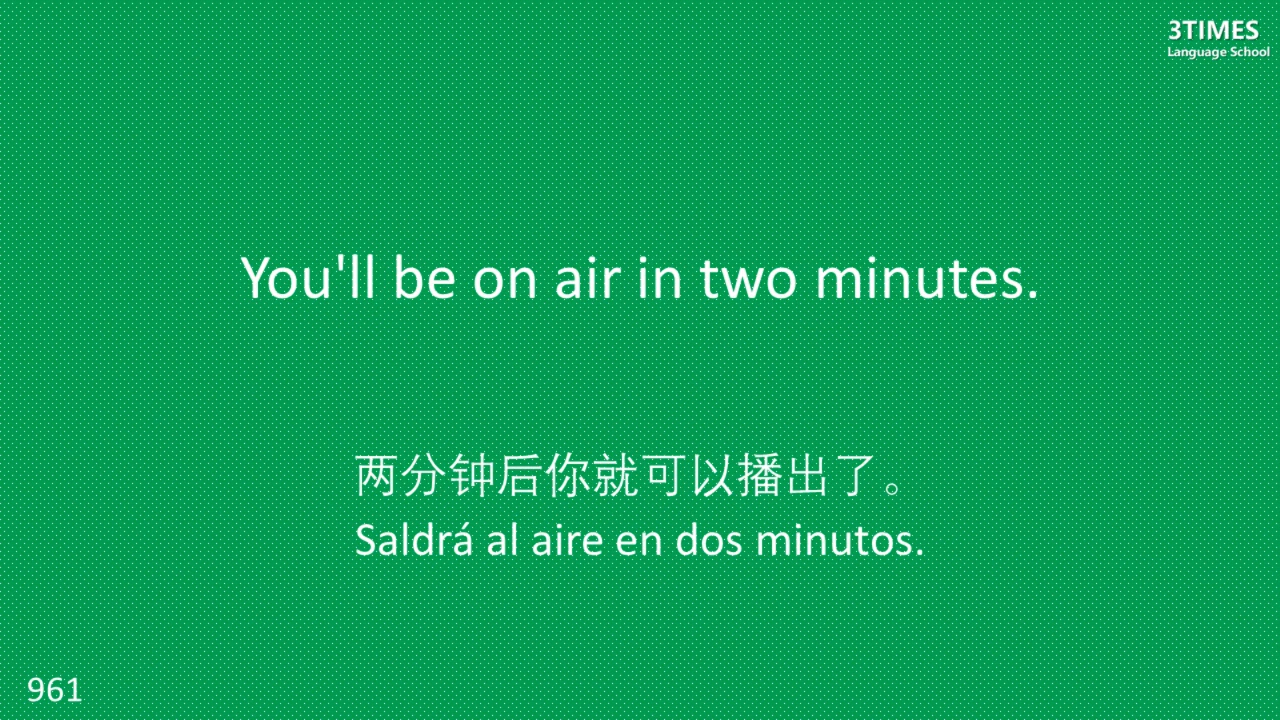 3TIMES
Language School
You'll be on air in two minutes.
两分钟后你就可以播出了。
Saldrá al aire en dos minutos.
961